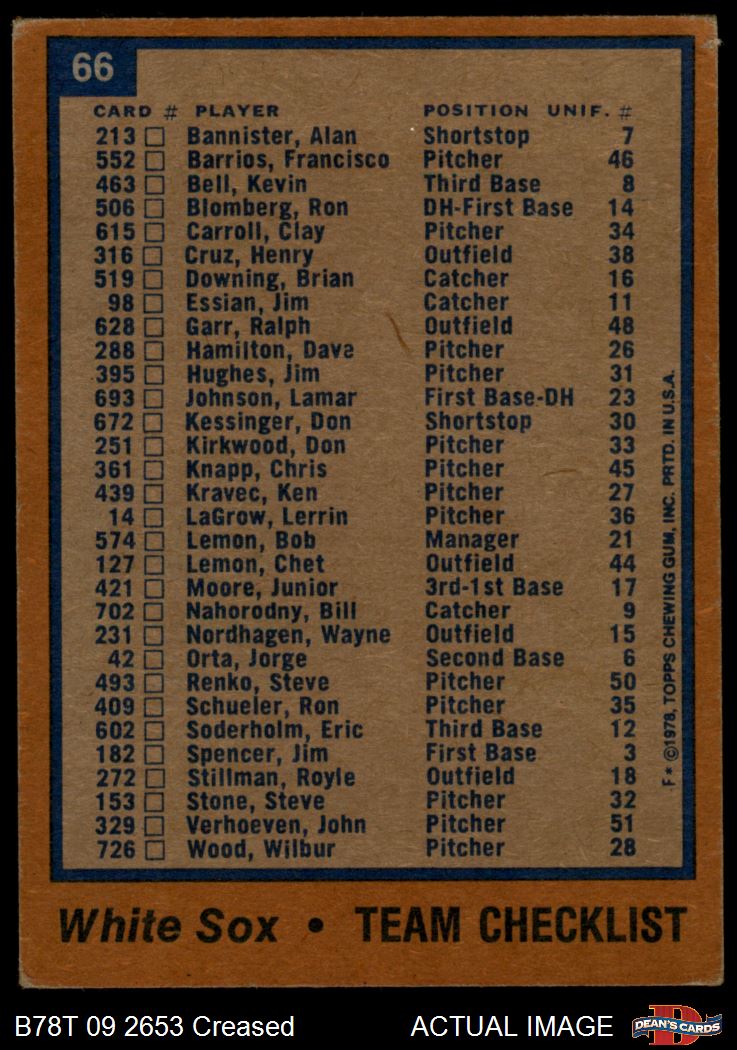 66
CARD # PLAYER POSITION UNIF. #
213 Bannister, Alan Shortstop 7
552 Barrios, Francisco Pitcher 46
463 Bell, Kevin Third Base 8
506 Blomberg, Ron DH-First Base 14
615 Carroll, Clay Pitcher 34
316 Cruz, Henry Outfield 38
519 Downing, Brian Catcher 16
98 Essian, Jim Catcher 11
628 Garr, Ralph Outfield 48
288 Hamilton, Dave Pitcher 26
395 Hughes, Jim Pitcher 31
693 Johnson, Lamar First Base-DH 23
672 Kessinger, Don Shortstop 30
251 Kirkwood, Don Pitcher 33
361 Knapp, Chris Pitcher 45
439 Kravec, Ken Pitcher 27
14 LaGrow, Lerrin Pitcher 36
574 Lemon, Bob Manager 21
127 Lemon, Chet Outfield 44
421 Moore, Junior 3rd-1st Base 17
702 Nahorodny, Bill Catcher 9
231 Nordhagen, Wayne Outfield 15
42 Orta, Jorge Second Base 6
493 Renko, Steve Pitcher 50
409 Schueler, Ron Pitcher 35
602 Soderholm, Eric Third Base 12
182 Spencer, Jim First Base 3
272 Stillman, Royle Outfield 18
153 Stone, Steve Pitcher 32
329 Verhoeven, John Pitcher 51
726 Wood, Wilbur Pitcher 28
F* ©1978, TOPPS CHEWING GUM, INC. PRTD. IN U.S.A.
White Sox • TEAM CHECKLIST
B78T 09 2653 Creased ACTUAL IMAGE
D
DEAN'S CARDS